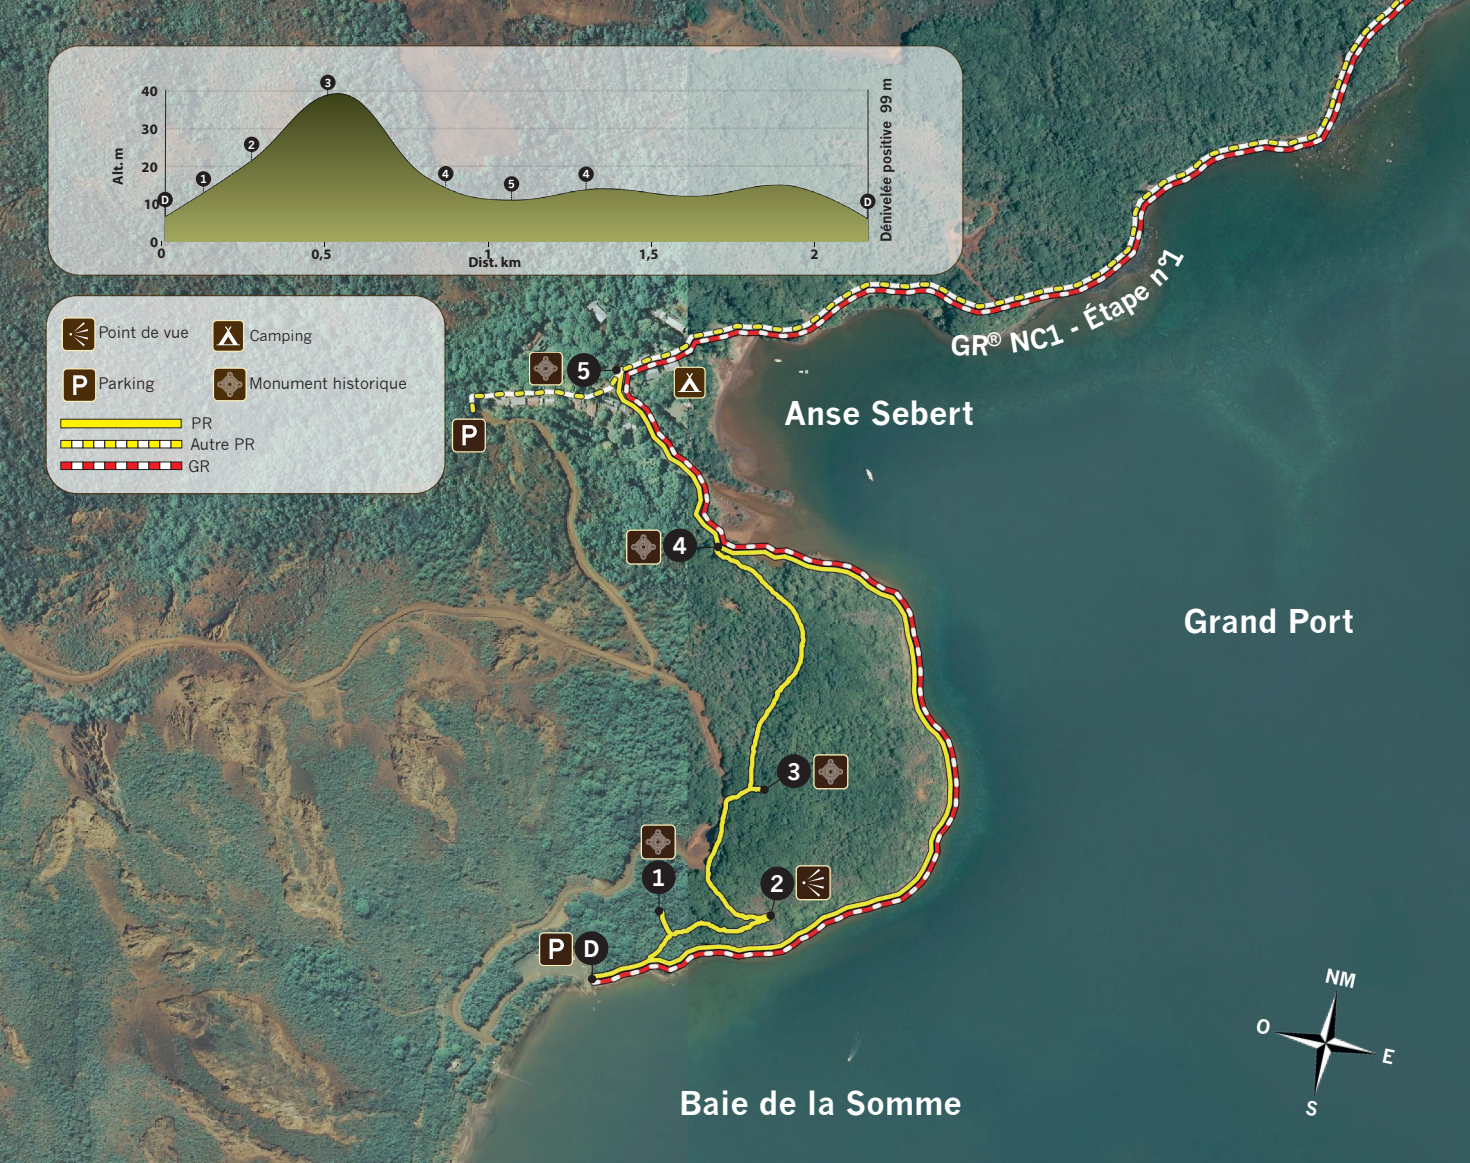 40
30
20
10
0
Alt. m
D
1
2
3
4
5
4
D
Dénivelée positive 99 m
0
0,5
1
1,5
2
Dist. km
Point de vue
Camping
P
Parking
Monument historique
PR
Autre PR
GR
GR® NC1 - Étape n°1
5
P
Anse Sebert
4
Grand Port
3
1
2
P
D
NM
O
E
S
Baie de la Somme